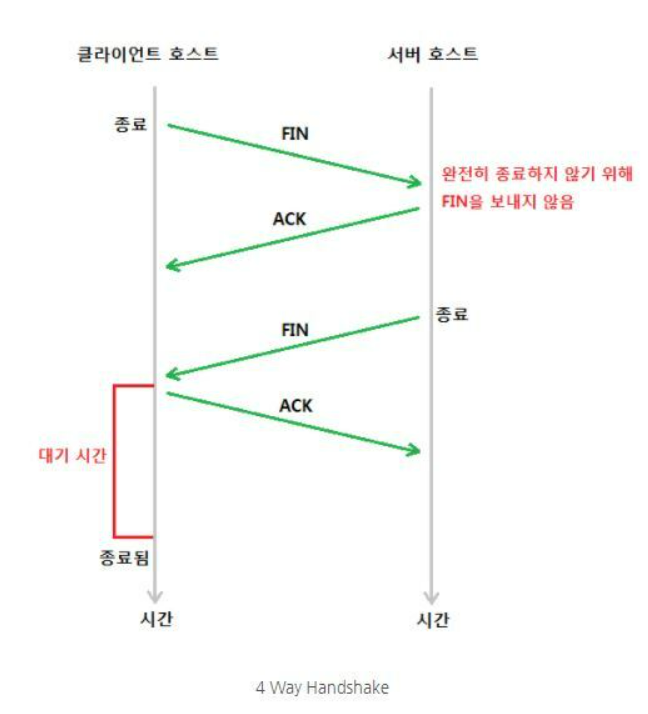 클라이언트 호스트
서버 호스트
종료
FIN
완전히 종료하지 않기 위해
FIN을 보내지 않음
ACK
종료
FIN
ACK
대기 시간
종료됨
시간
시간
4 Way Handshake